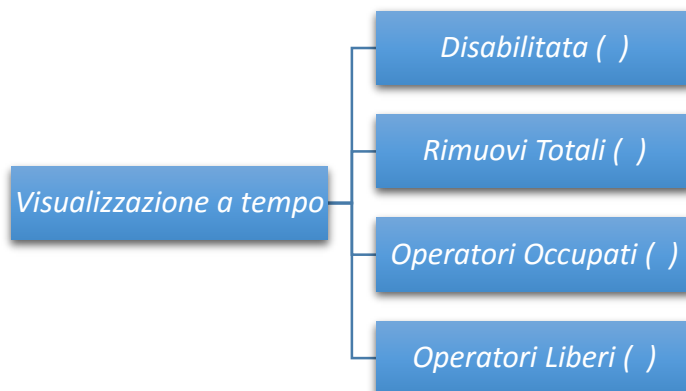 Disabilitata (  )
Rimuovi Totali (  )
Visualizzazione a tempo
Operatori Occupati (  )
Operatori Liberi (  )